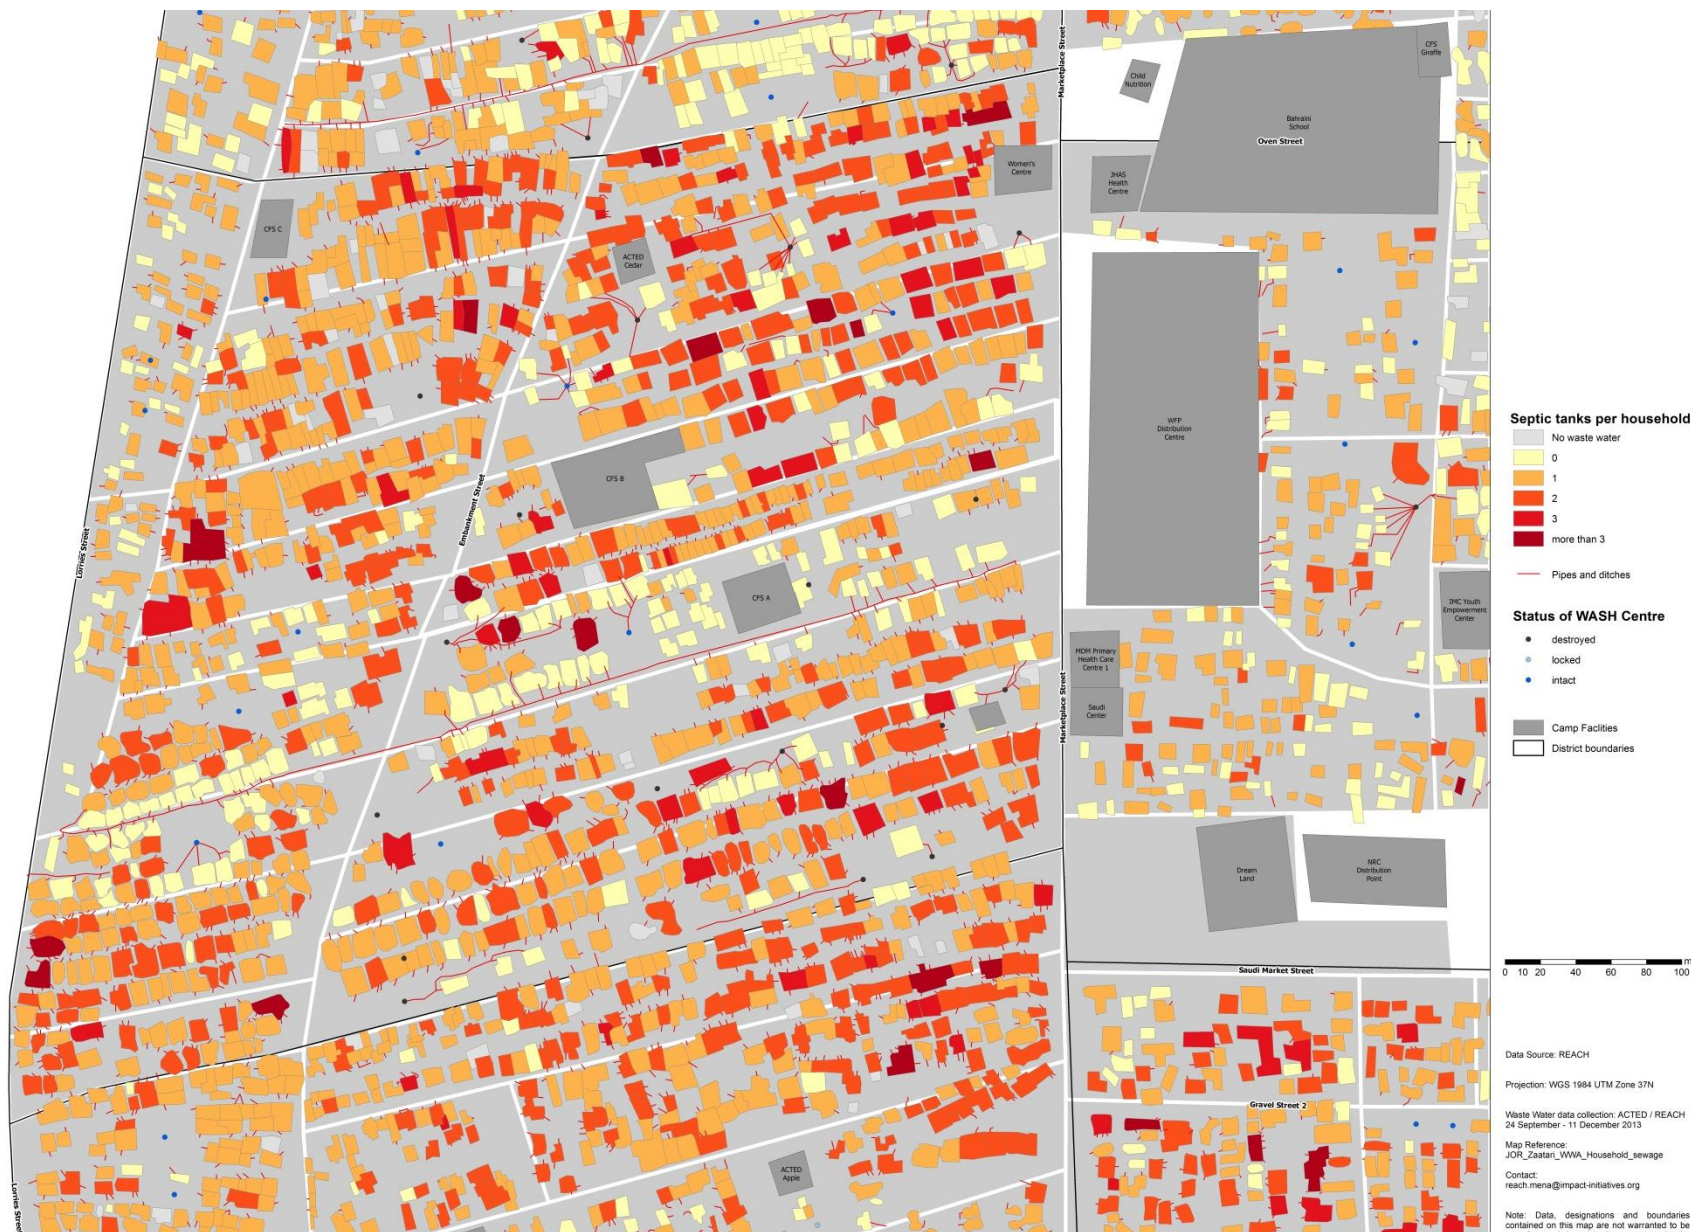 CFS
Giraffe
Child
Nutrition
Marketplace Street
Bahraini
School
Oven Street
Women's
Centre
JHAS
Health
Centre
CFS C
ACTED
Cedar
WFP
Distribution
Centre
CFS B
Embankment Street
Lorries Street
CFS A
IMC Youth
Empowerment
Center
MDM Primary
Health Care
Centre 1
Saudi
Center
Marketplace Street
Dream
Land
NRC
Distribution
Point
Saudi Market Street
Gravel Street 2
ACTED
Apple
Lorries Street
Septic tanks per household
No waste water
0
1
2
3
more than 3
Pipes and ditches
Status of WASH Centre
destroyed
locked
intact
Camp Faclities
District boundaries
m
0 10 20 40 60 80 100
Data Source: REACH
Projection: WGS 1984 UTM Zone 37N
Waste Water data collection: ACTED / REACH
24 September - 11 December 2013
Map Reference:
JOR_Zaatari_WWA_Household_sewage
Contact:
reach.mena@impact-initiatives.org
Note: Data, designations and boundaries
contained on this map are not warranted to be